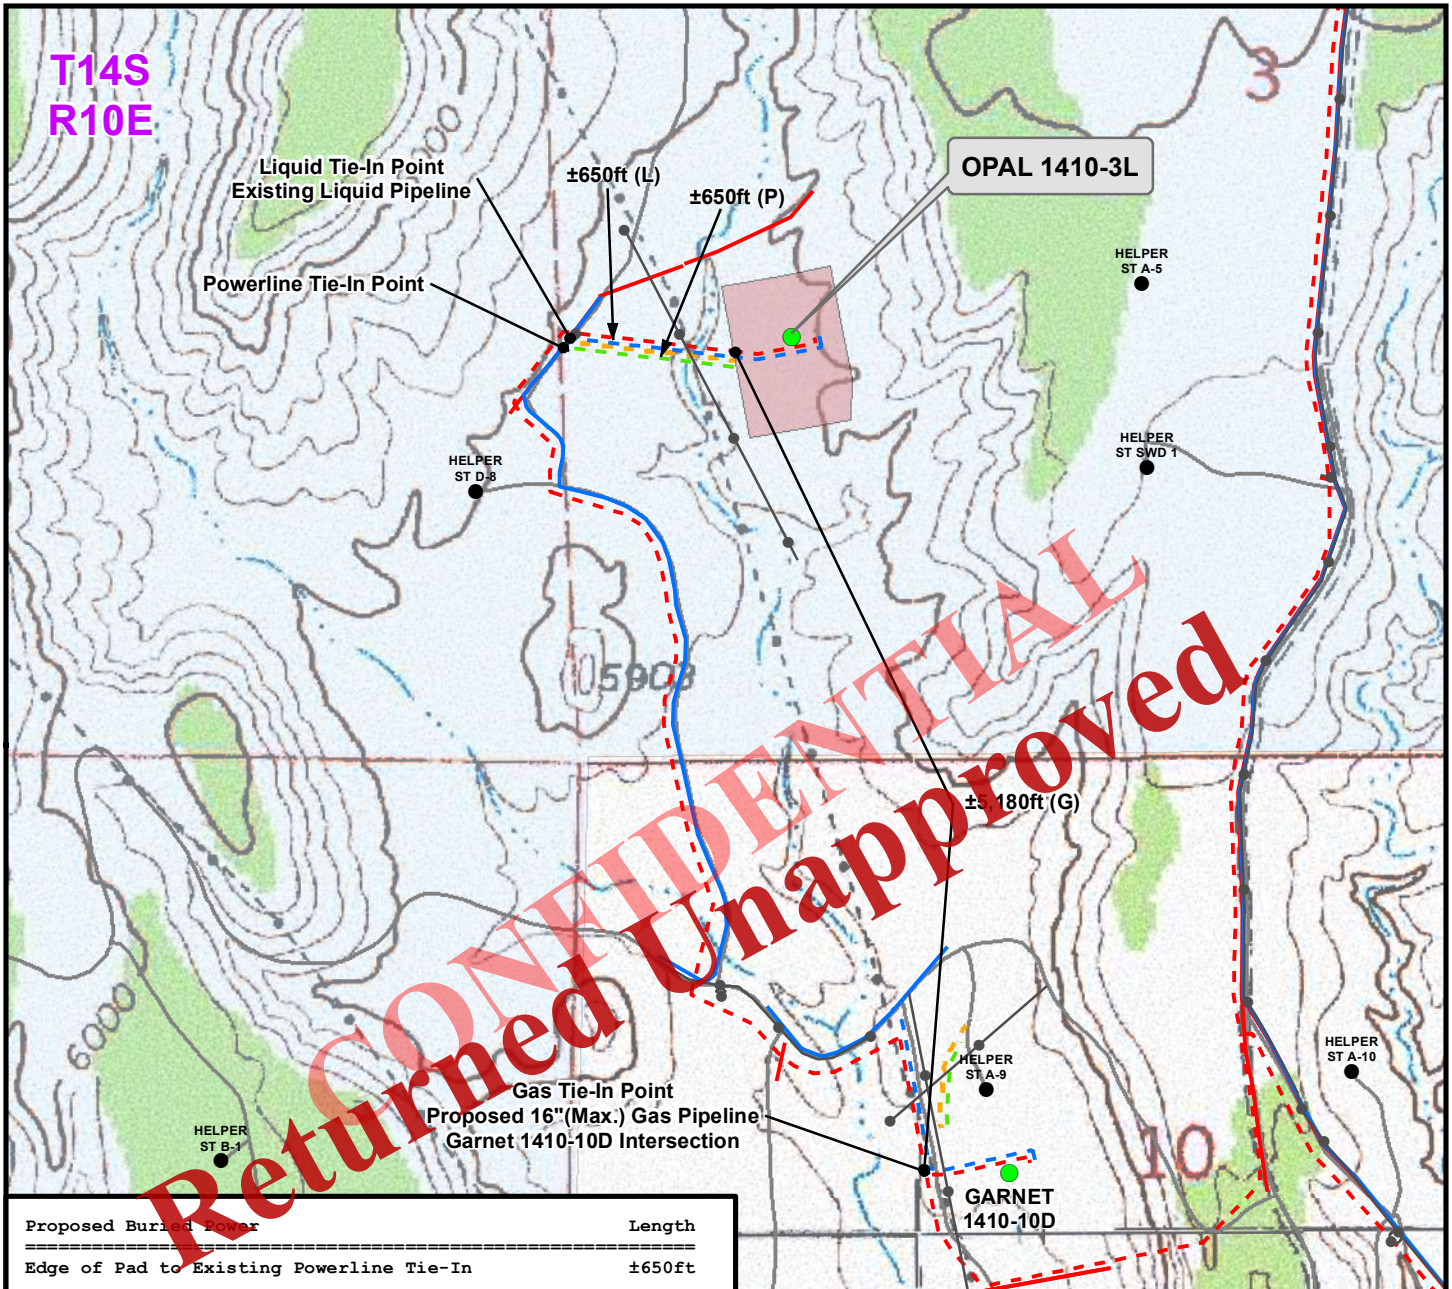 T14S
R10E
3
6000
Liquid Tie-In Point
Existing Liquid Pipeline
±650ft (L)
±650ft (P)
OPAL 1410-3L
Powerline Tie-In Point
HELPER
ST A-5
HELPER
ST SWD 1
HELPER
ST D-8
CONFIDENTIAL
Returned Unapproved
±5,180ft (G)
6000
HELPER
ST A-9
HELPER
ST A-10
Gas Tie-In Point
Proposed 16"(Max.) Gas Pipeline
Garnet 1410-10D Intersection
HELPER
ST B-1
10
GARNET
1410-10D
Proposed Buried Power Length
Edge of Pad to Existing Powerline Tie-In ±650ft